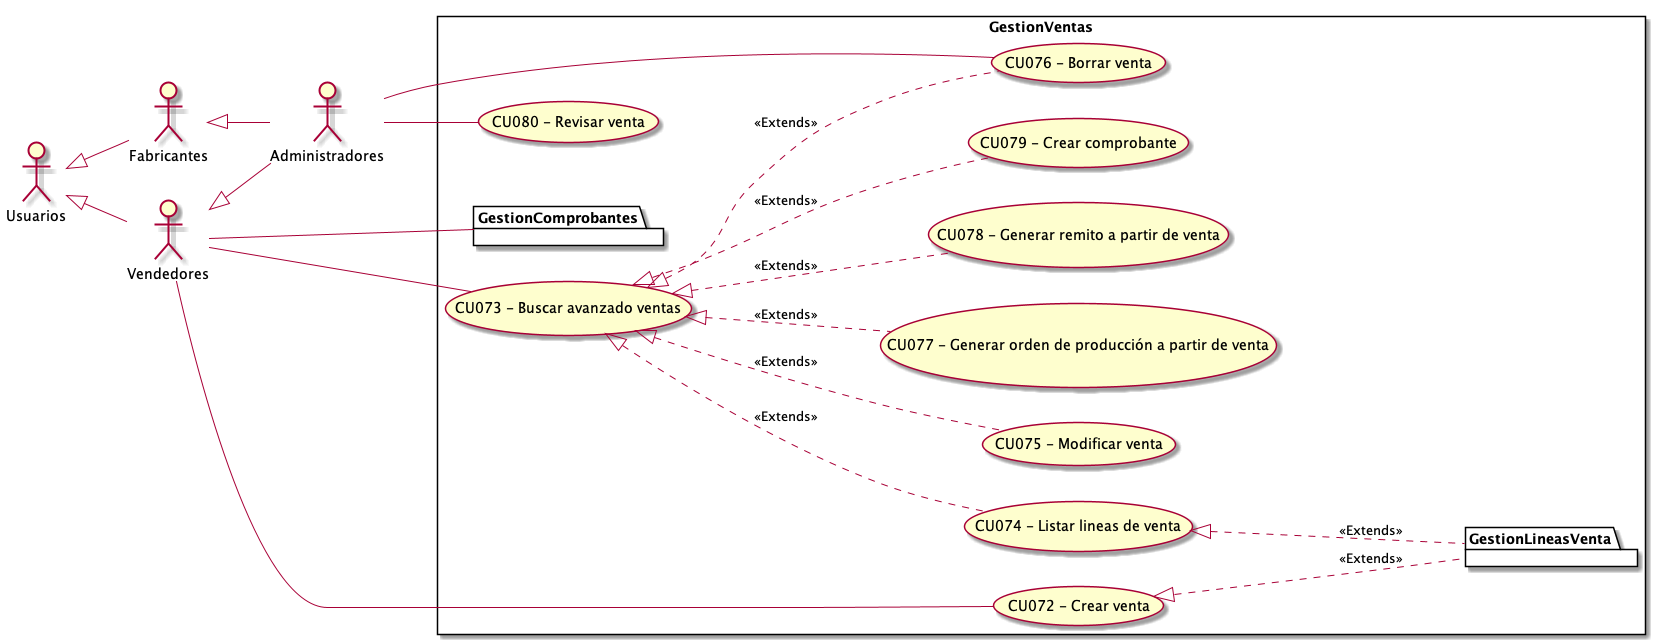 GestionVentas
CU076 – Borrar venta
CU080 – Revisar venta
«Extends»
CU079 – Crear comprobante
Fabricantes
Administradores
«Extends»
Usuarios
GestionComprobantes
CU078 – Generar remito a partir de venta
Vendedores
«Extends»
CU073 – Buscar avanzado ventas
«Extends»
CU077 – Generar orden de producción a partir de venta
«Extends»
«Extends»
CU075 – Modificar venta
CU074 – Listar lineas de venta
«Extends»
GestionLineasVenta
«Extends»
CU072 – Crear venta